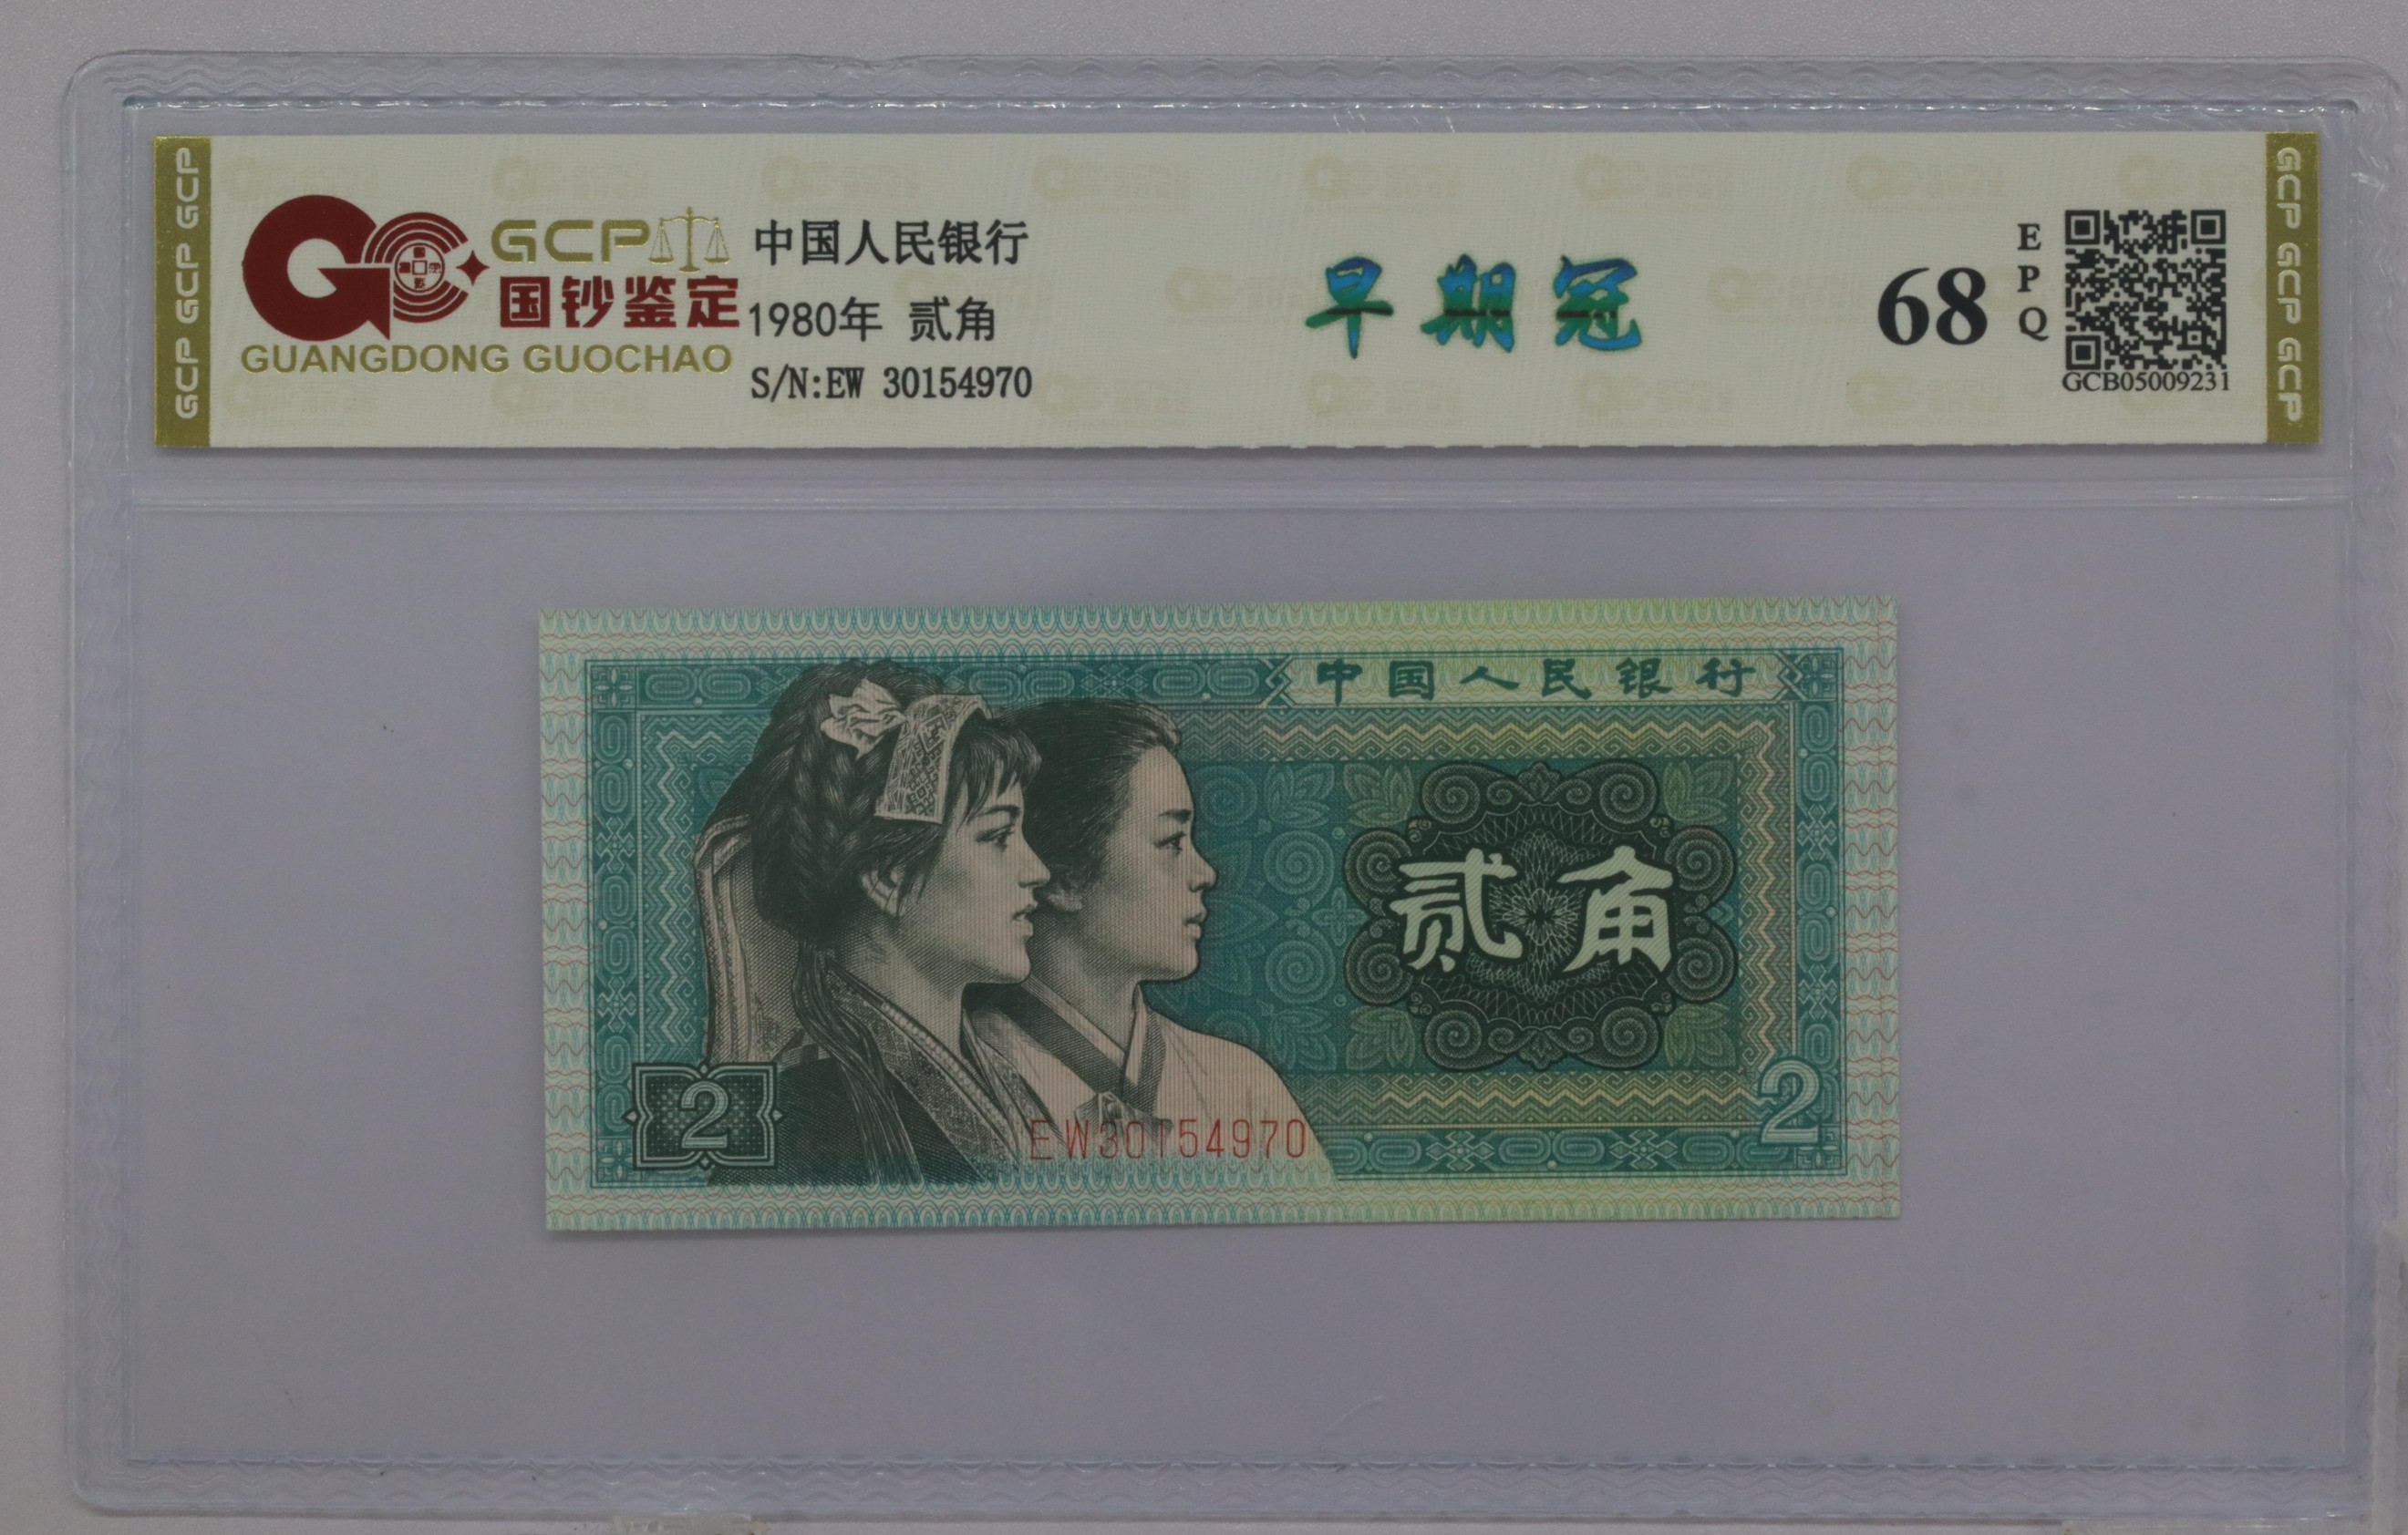 GCP GCP GCP
GCP
国钞鉴定
GUANGDONG GUOCHAO
中国人民银行
1980年 贰角
S/N:EW 30154970
早期冠
68
EPQ
GCB05009231
GCP GCP GCP
中国人民银行
贰角
2
EW30154970
2